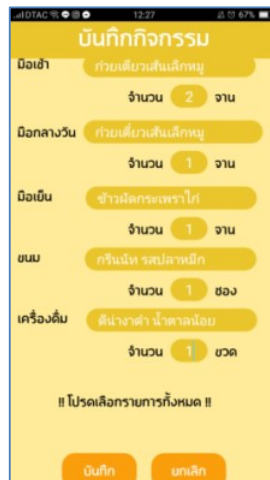 DTAC 12:27 67%
บันทึกกิจกรรม
มือเช้า ก๋วยเตียวเส้นเล็กหมู
จำนวน 2 จาน
มือกลางวัน ก๋วยเตี๋ยวเส้นเล็กหมู
จำนวน 1 จาน
มือเย็น ข้าวผัดกระเพราไก่
จำนวน 1 จาน
ขนม กรีนนัท รสปลาหมึก
จำนวน 1 ซอง
เครื่องดื่ม ดีน่างาดำ น้ำตาลน้อย
จำนวน 1 ขวด
!! โปรดเลือกรายการทั้งหมด !!
บันทึก ยกเลิก